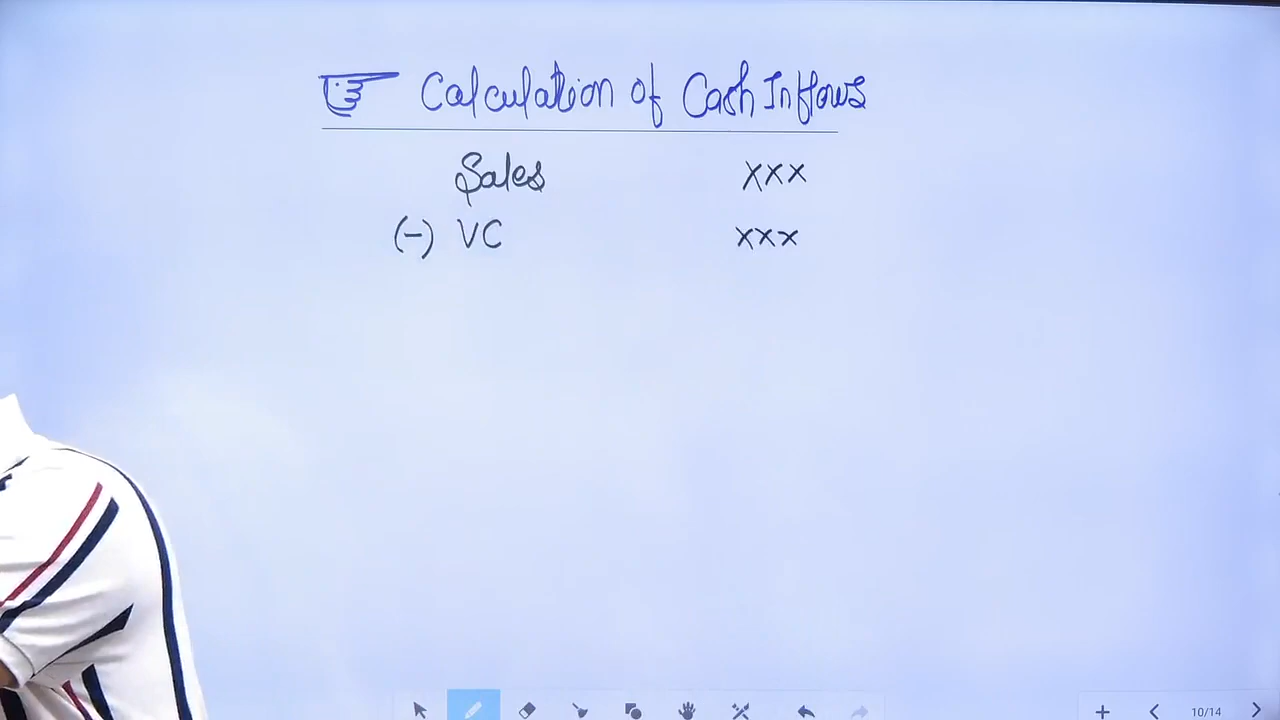 Calculation of Cash Inflows
Sales xxx
(-) VC xxx
10/14